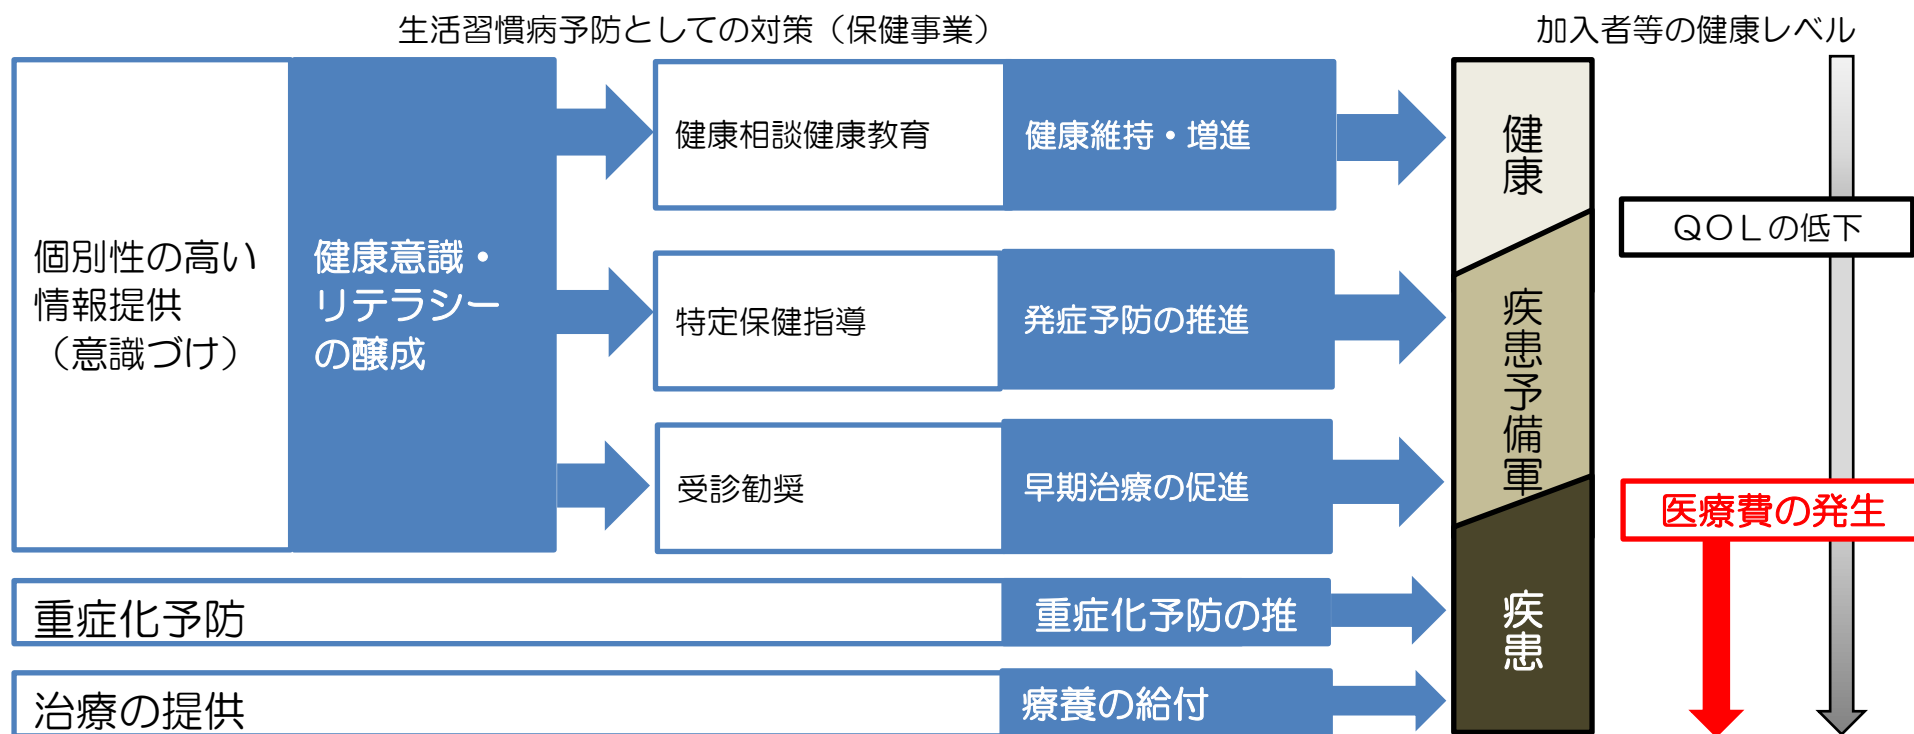 生活習慣病予防としての対策（保健事業）
加入者等の健康レベル
個別性の高い
情報提供
（意識づけ）
健康意識・
リテラシー
の醸成
健康相談健康教育
健康維持・増進
特定保健指導
発症予防の推進
受診勧奨
早期治療の促進
重症化予防
重症化予防の推
治療の提供
療養の給付
健康
疾患予備軍
疾患
ＱＯＬの低下
医療費の発生